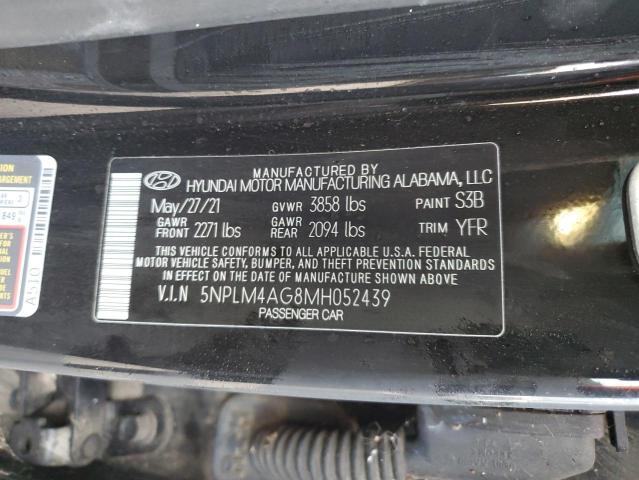 MANUFACTURED BY
HYUNDAI MOTOR MANUFACTURING ALABAMA, LLC
May/27/21 GVWR 3858 lbs PAINT S3B
GAWR FRONT 2271 lbs GAWR REAR 2094 lbs TRIM YFR
THIS VEHICLE CONFORMS TO ALL APPLICABLE U.S.A. FEDERAL
MOTOR VEHICLE SAFETY, BUMPER, AND THEFT PREVENTION
STANDARDS IN EFFECT ON THE DATE OF MANUFACTURE SHOWN ABOVE
V.I.N 5NPLM4AG8MH052439
PASSENGER CAR
A510